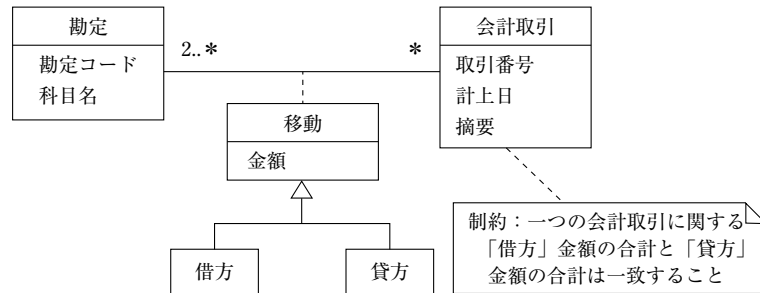 勘定
勘定コード
科目名
2..*
*
会計取引
取引番号
計上日
摘要
移動
金額
借方
貸方
制約：一つの会計取引に関する
「借方」金額の合計と「貸方」
金額の合計は一致すること